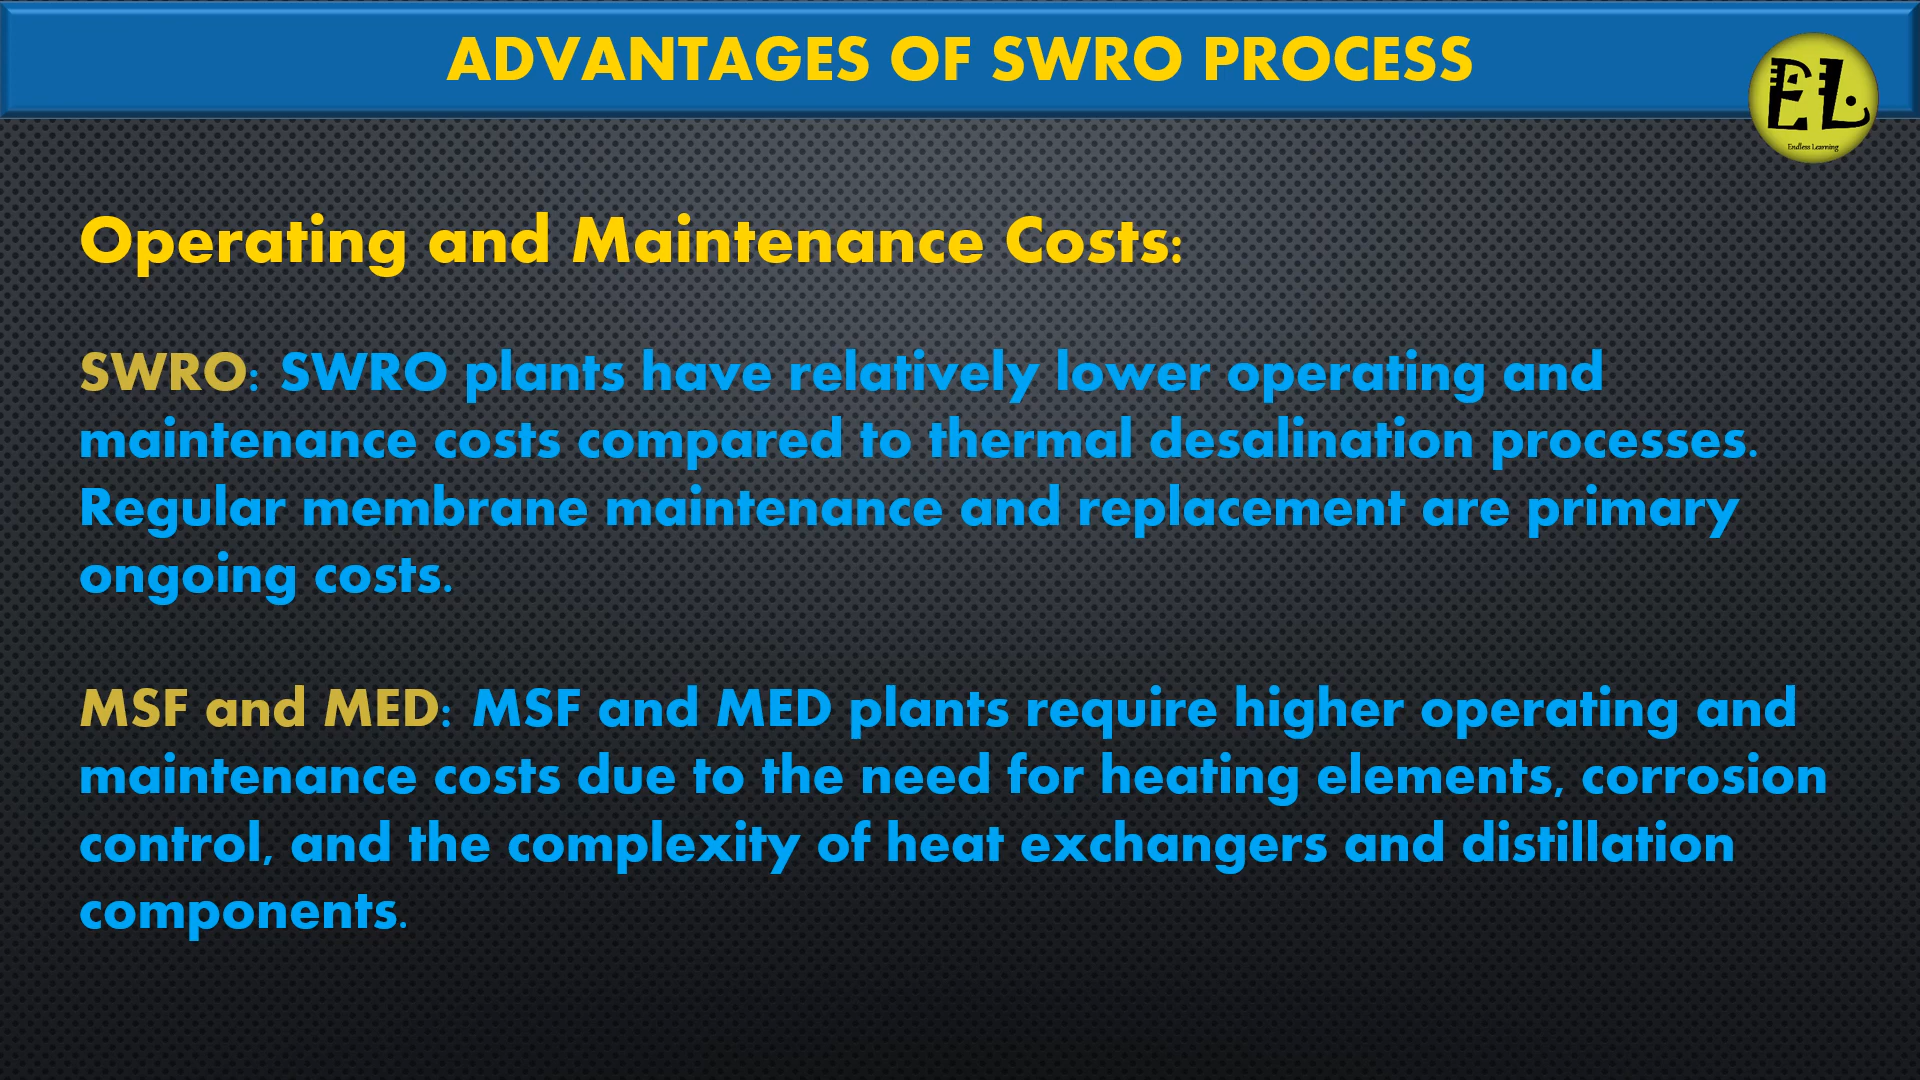 ADVANTAGES OF SWRO PROCESS
EL
Endless Learning
Operating and Maintenance Costs:
SWRO: SWRO plants have relatively lower operating and
maintenance costs compared to thermal desalination processes.
Regular membrane maintenance and replacement are primary
ongoing costs.
MSF and MED: MSF and MED plants require higher operating and
maintenance costs due to the need for heating elements, corrosion
control, and the complexity of heat exchangers and distillation
components.